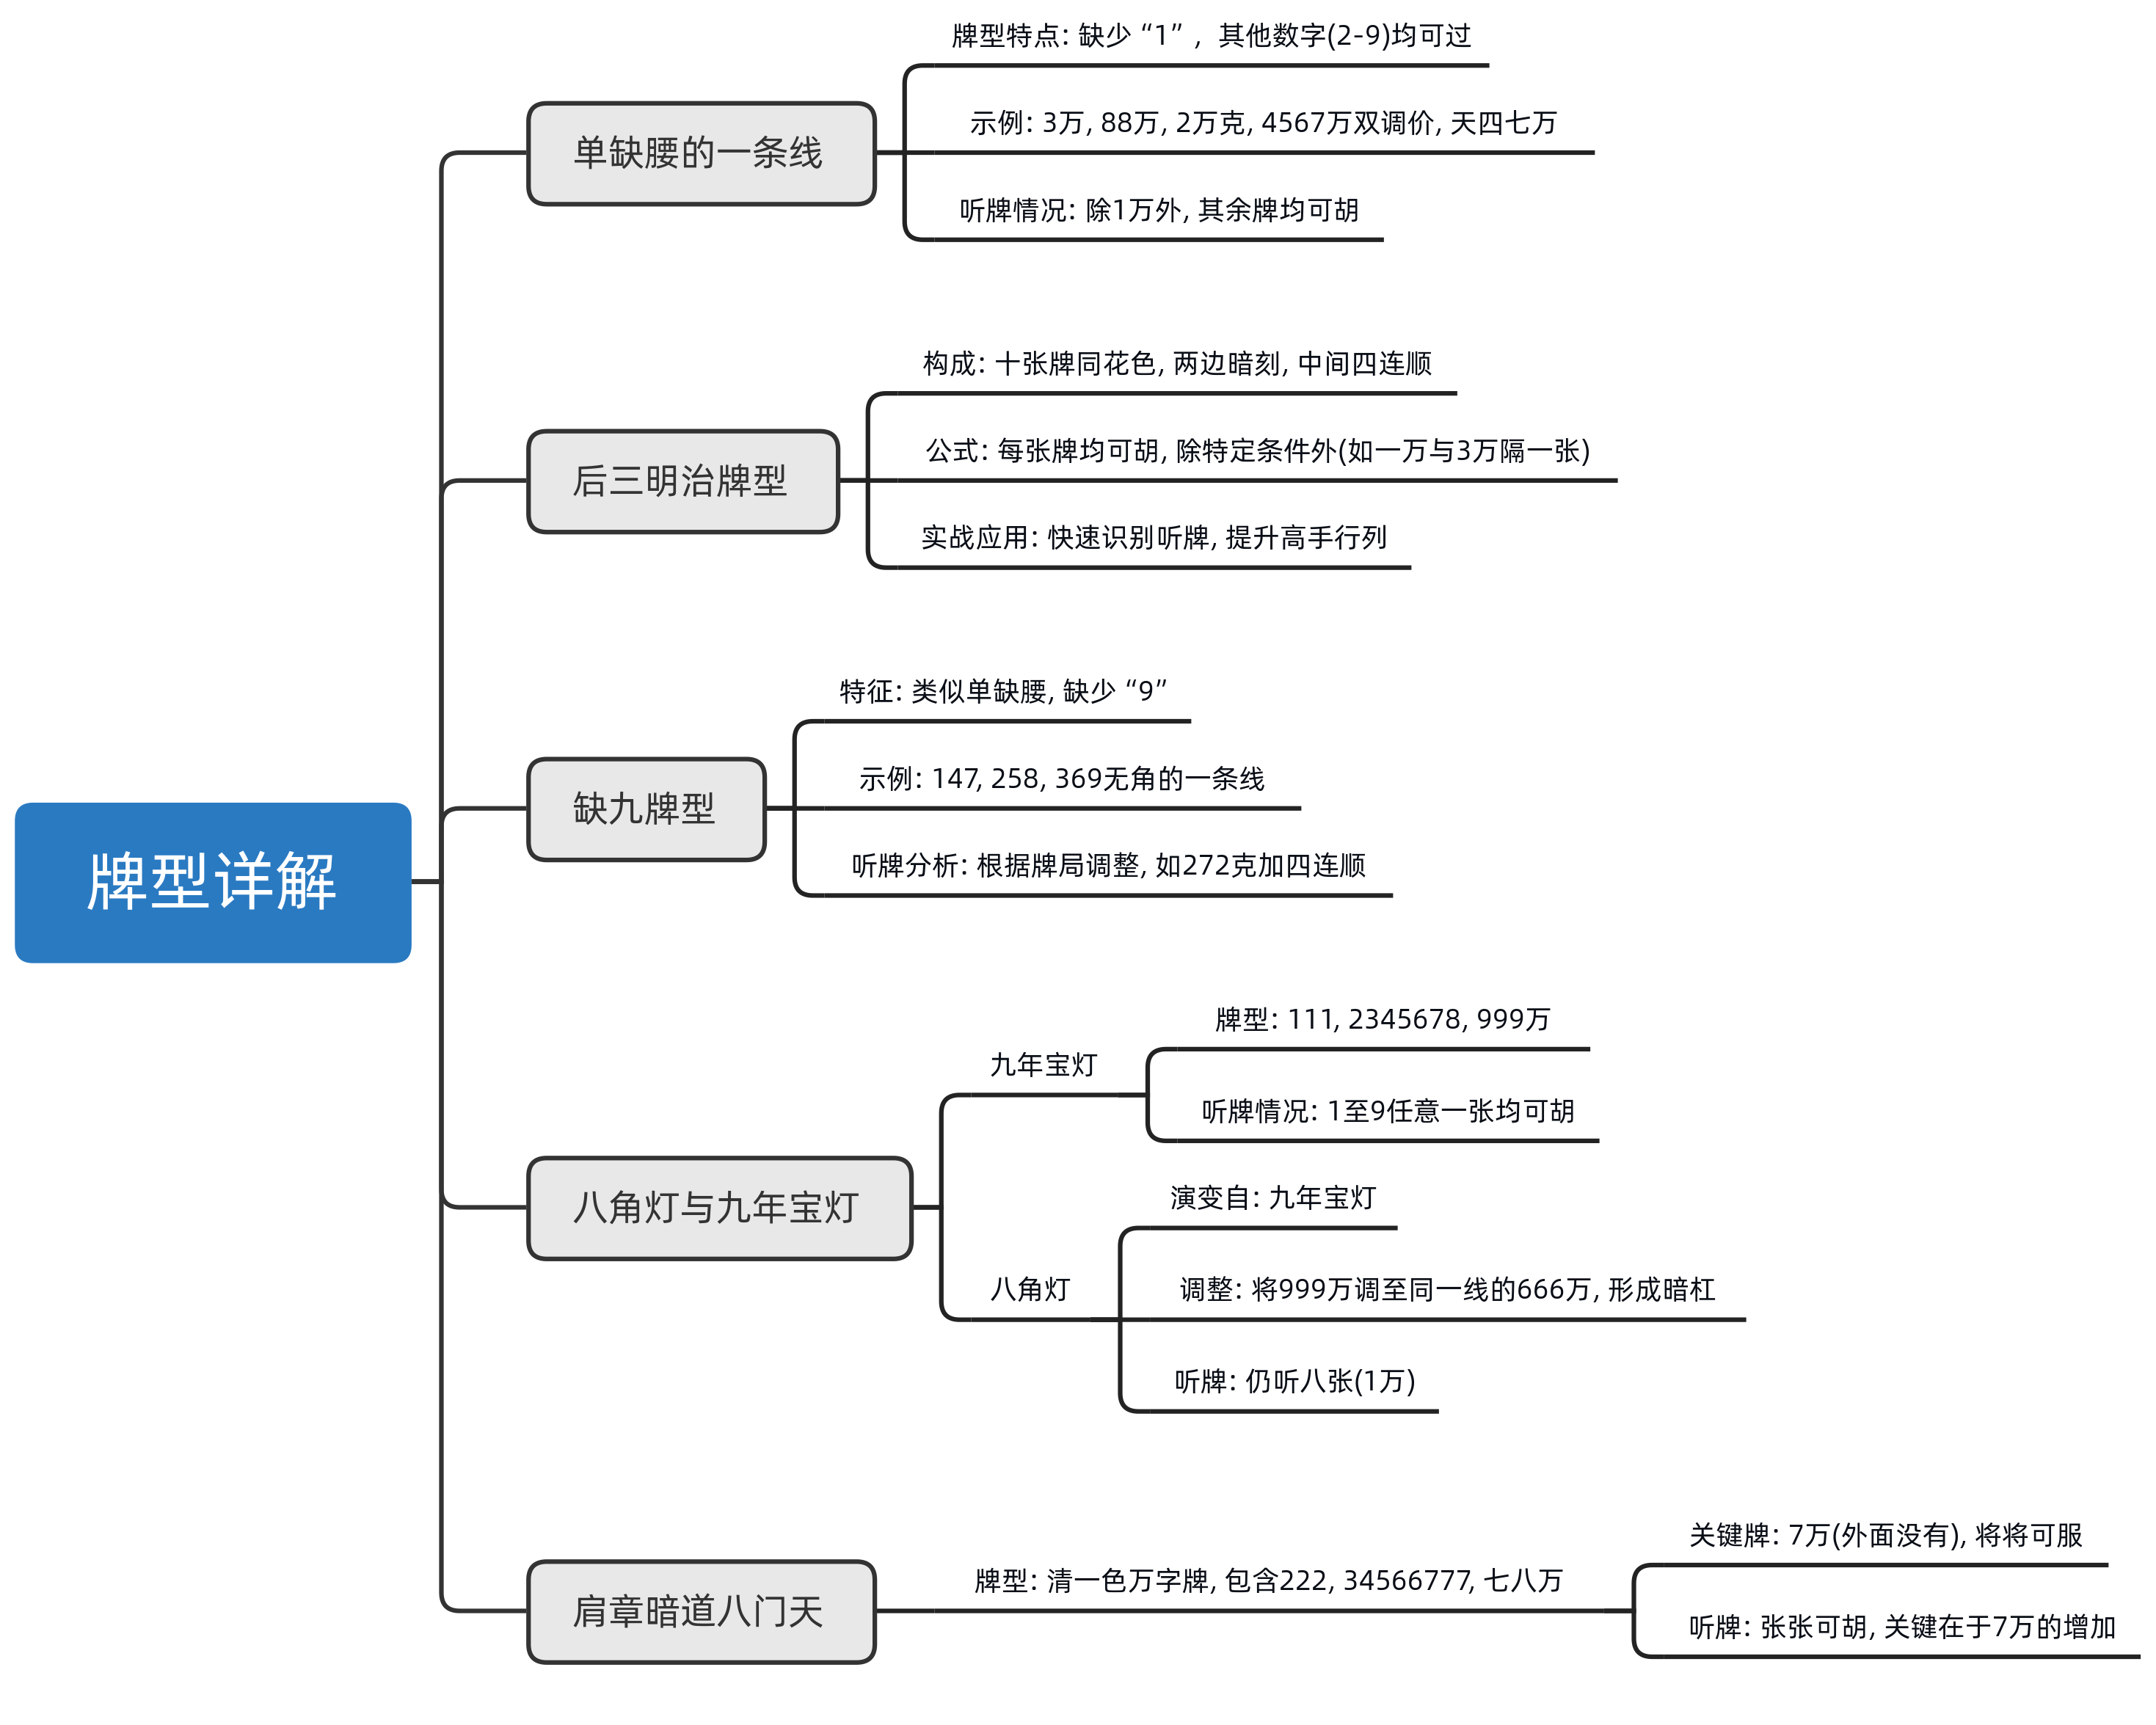 牌型详解
单缺腰的一条线
牌型特点: 缺少 “1” , 其他数字(2-9)均可过
示例: 3万, 88万, 2万克, 4567万双调价, 天四七万
听牌情况: 除1万外, 其余牌均可胡
后三明治牌型
构成: 十张牌同花色, 两边暗刻, 中间四连顺
公式: 每张牌均可胡, 除特定条件外(如一万与3万隔一张)
实战应用: 快速识别听牌, 提升高手行列
缺九牌型
特征: 类似单缺腰, 缺少 “9”
示例: 147, 258, 369无角的一条线
听牌分析: 根据牌局调整, 如272克加四连顺
八角灯与九年宝灯
九年宝灯
牌型: 111, 2345678, 999万
听牌情况: 1至9任意一张均可胡
八角灯
演变自: 九年宝灯
调整: 将999万调至同一线的666万, 形成暗杠
听牌: 仍听八张(1万)
肩章暗道八门天
牌型: 清一色万字牌, 包含222, 34566777, 七八万
关键牌: 7万(外面没有), 将将可服
听牌: 张张可胡, 关键在于7万的增加